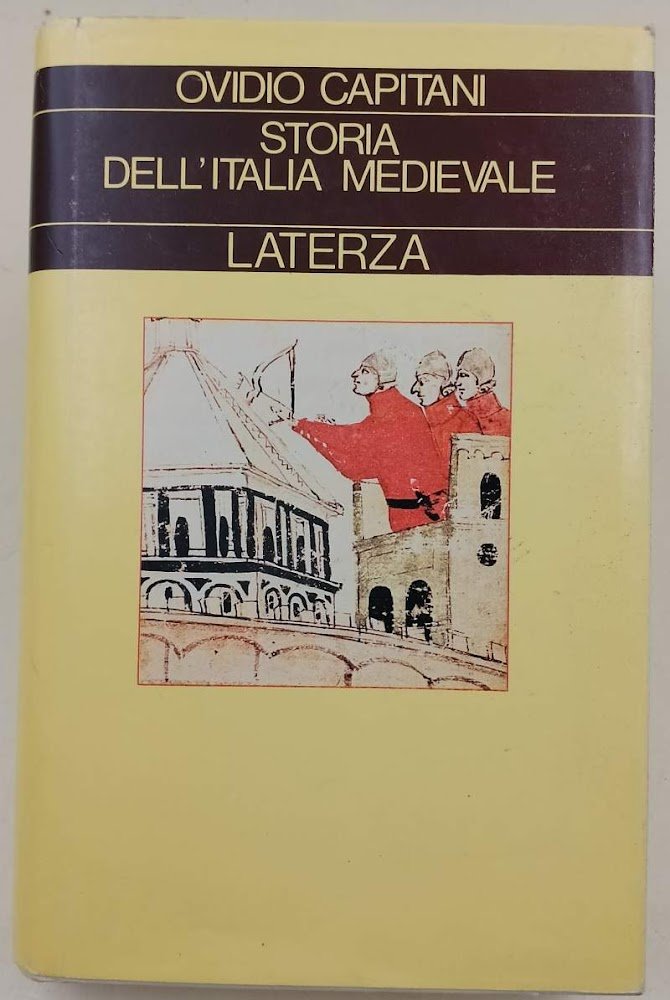 OVIDIO CAPITANI
STORIA
DELL'ITALIA MEDIEVALE
LATERZA